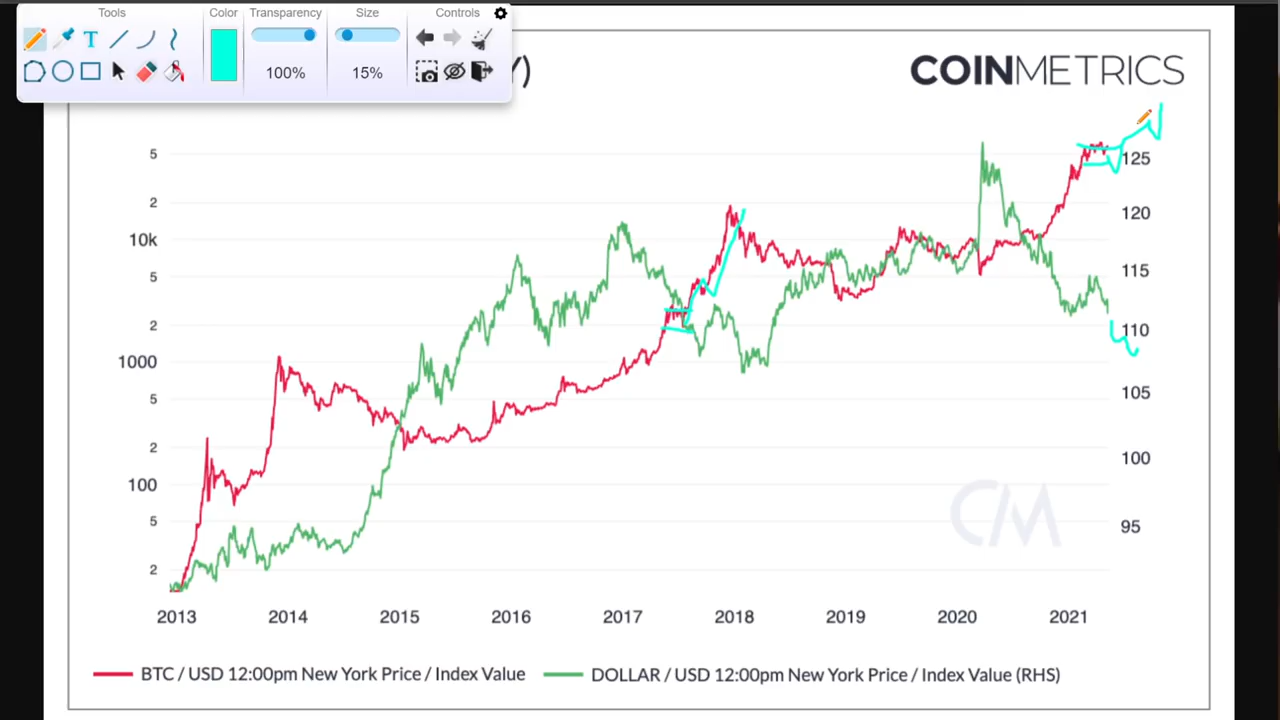 Tools
Color
Transparency
Size
Controls
T
100%
15%
Y)
COINMETRICS
5
2
10k
5
2
1000
5
2
100
5
2
125
120
115
110
105
100
95
CM
2013 2014 2015 2016 2017 2018 2019 2020 2021
BTC / USD 12:00pm New York Price / Index Value DOLLAR / USD 12:00pm New York Price / Index Value (RHS)